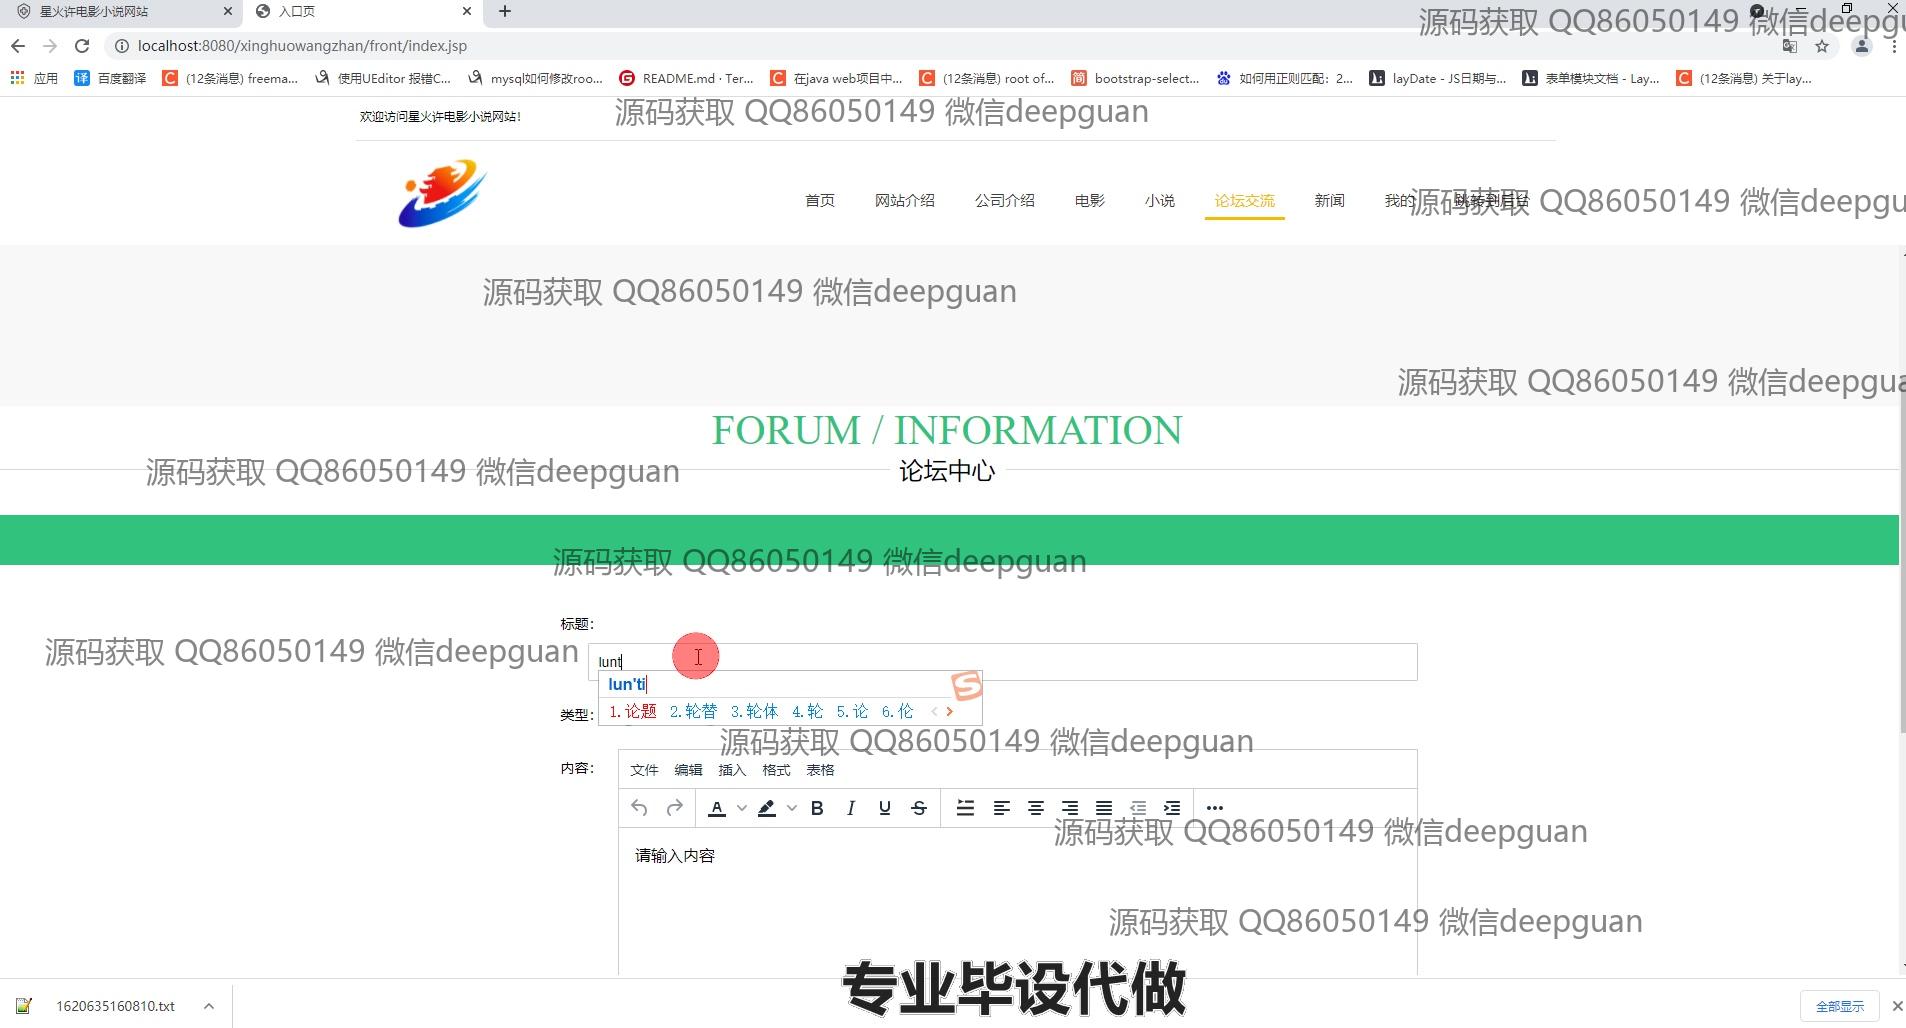 星火许电影小说网站
入口页
localhost:8080/xinghuowangzhan/front/index.jsp
源码获取 QQ86050149 微信deepgu
应用 译 百度翻译 (12条消息) freema... 使用UEditor 报错C... mysql如何修改roo... README.md · Ter... 在java web项目中... (12条消息) root of... 简 bootstrap-select... 如何用正则匹配：2... layDate - JS日期与... 表单模块文档 - Lay... (12条消息) 关于lay...
欢迎访问星火许电影小说网站!
源码获取 QQ86050149 微信deepguan
首页 网站介绍 公司介绍 电影 小说 论坛交流 新闻 我的 跳转到后台
源码获取 QQ86050149 微信deepgu
源码获取 QQ86050149 微信deepguan
源码获取 QQ86050149 微信deepgua
FORUM / INFORMATION
论坛中心
源码获取 QQ86050149 微信deepguan
源码获取 QQ86050149 微信deepguan
标题：
源码获取 QQ86050149 微信deepguan
lunt
lun'ti
1.论题 2.轮替 3.轮体 4.轮 5.论 6.伦
类型：
源码获取 QQ86050149 微信deepguan
内容：
文件 编辑 插入 格式 表格
A B I U S
源码获取 QQ86050149 微信deepguan
请输入内容
源码获取 QQ86050149 微信deepguan
专业毕设代做
1620635160810.txt
全部显示